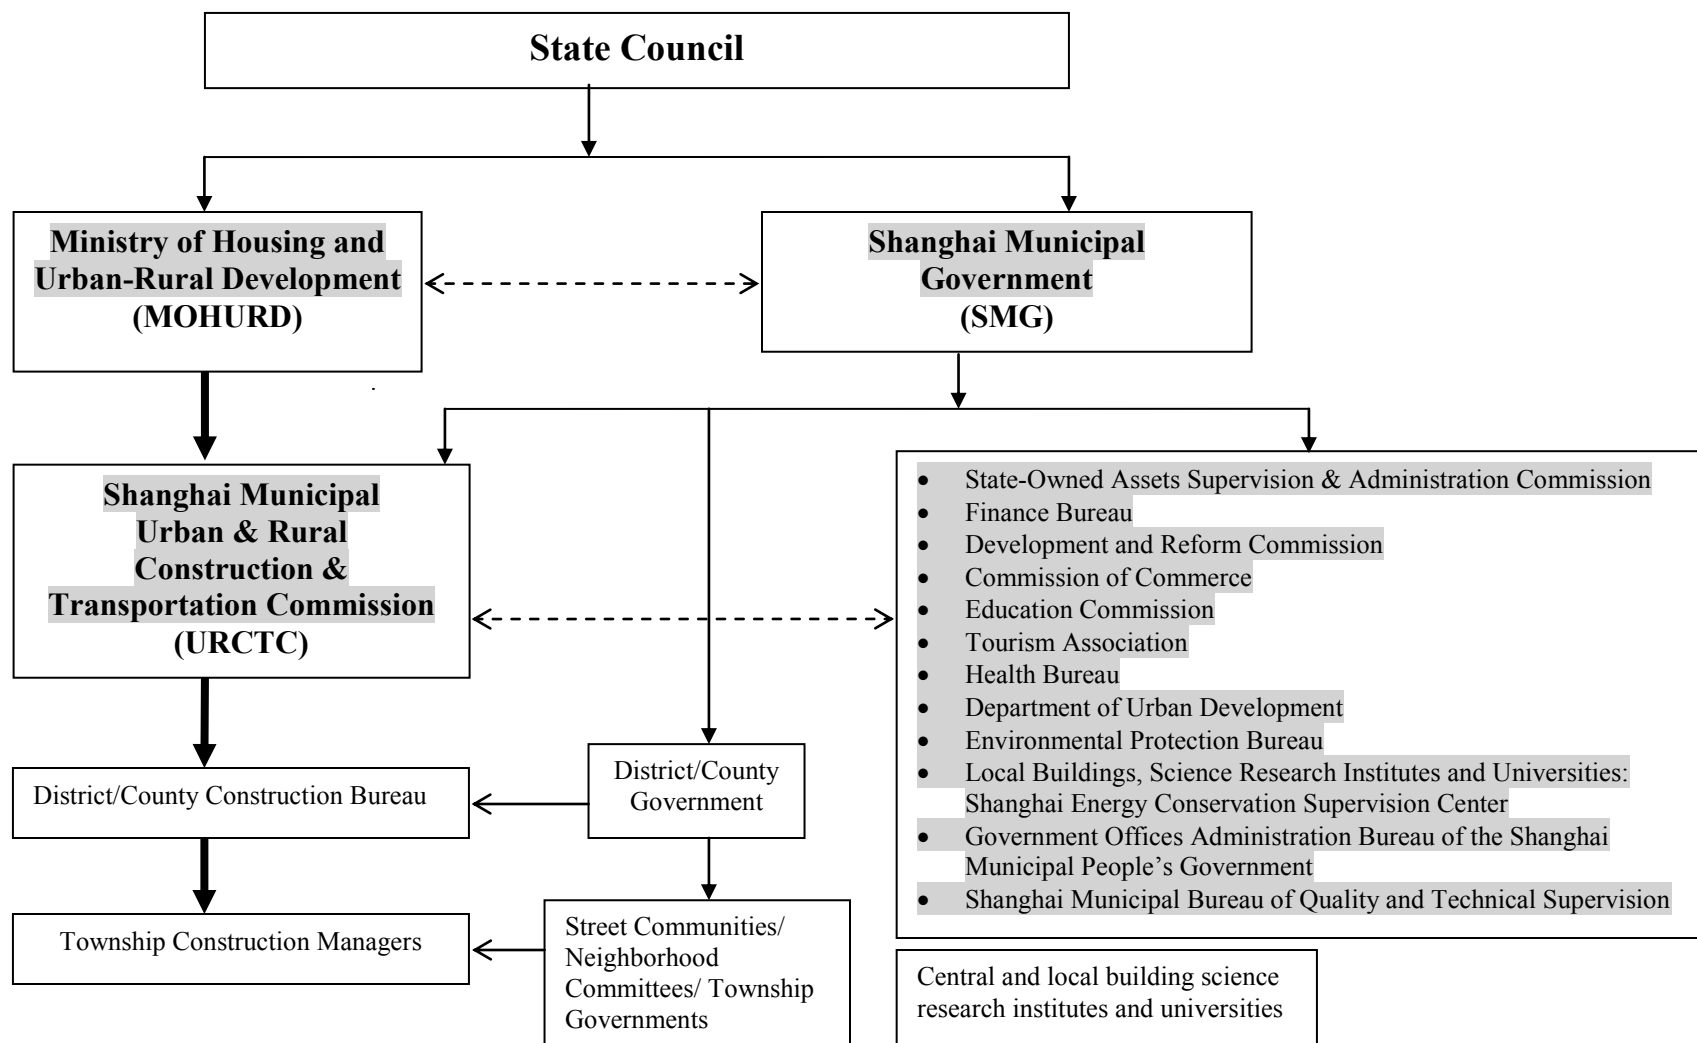 State Council
Ministry of Housing and
Urban-Rural Development
(MOHURD)
Shanghai Municipal
Government
(SMG)
Shanghai Municipal
Urban & Rural
Construction &
Transportation Commission
(URCTC)
• State-Owned Assets Supervision & Administration Commission
• Finance Bureau
• Development and Reform Commission
• Commission of Commerce
• Education Commission
• Tourism Association
• Health Bureau
• Department of Urban Development
• Environmental Protection Bureau
• Local Buildings, Science Research Institutes and Universities:
Shanghai Energy Conservation Supervision Center
• Government Offices Administration Bureau of the Shanghai
Municipal People’s Government
• Shanghai Municipal Bureau of Quality and Technical Supervision
District/County Construction Bureau
District/County
Government
Township Construction Managers
Street Communities/
Neighborhood
Committees/ Township
Governments
Central and local building science
research institutes and universities